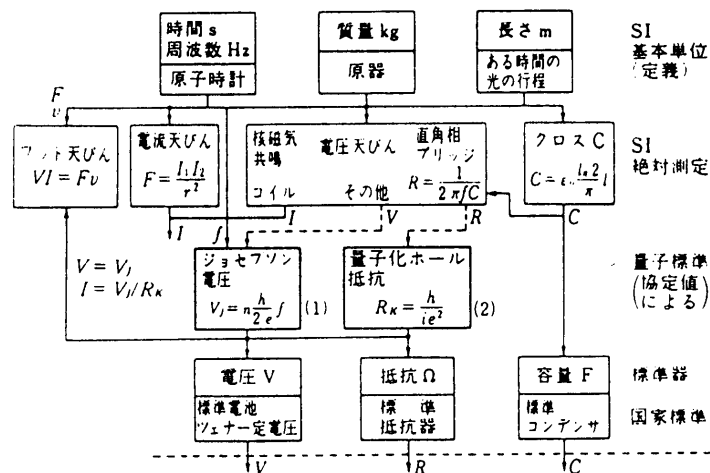 時間 s
周波数 Hz
原子時計
質量 kg
原器
長さ m
ある時間の
光の行程
SI
基本単位
(定義)
F
υ
ワット天びん
VI = Fυ
電流天びん
F = I₁I₂/r²
核磁気
共鳴
コイル
電圧天びん
その他
直角相
ブリッジ
R = 1/2πfC
クロス C
SI
絶対測定
I
f
I
V
R
C
V = V_J
I = V_J/R_K
ジョセフソン
電圧
V_J = n h/2e f
(1)
量子化ホール
抵抗
R_K = h/ie²
(2)
量子標準
(協定値)
による
電圧 V
標準電池
ツェナー定電圧
抵抗 Ω
標準
抵抗器
容量 F
標準
コンデンサ
標準器
国家標準
V
R
C